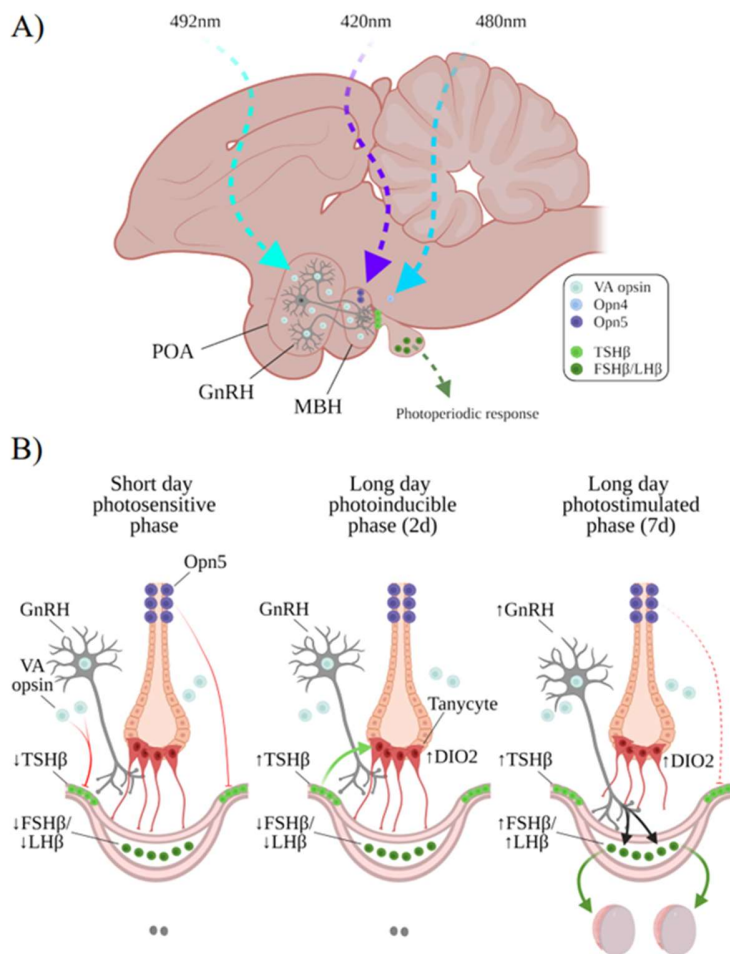 A)
492nm
420nm
480nm
VA opsin
Opn4
Opn5
TSHβ
FSHβ/LHβ
POA
GnRH
MBH
Photoperiodic response
B)
Short day
photosensitive
phase
Long day
photoinducible
phase (2d)
Long day
photostimulated
phase (7d)
Opn5
GnRH
VA
opsin
↓TSHβ
↓FSHβ/
↓LHβ
GnRH
Tanycyte
↑TSHβ
↑DIO2
↓FSHβ/
↓LHβ
↑GnRH
↑TSHβ
↑DIO2
↑FSHβ/
↑LHβ